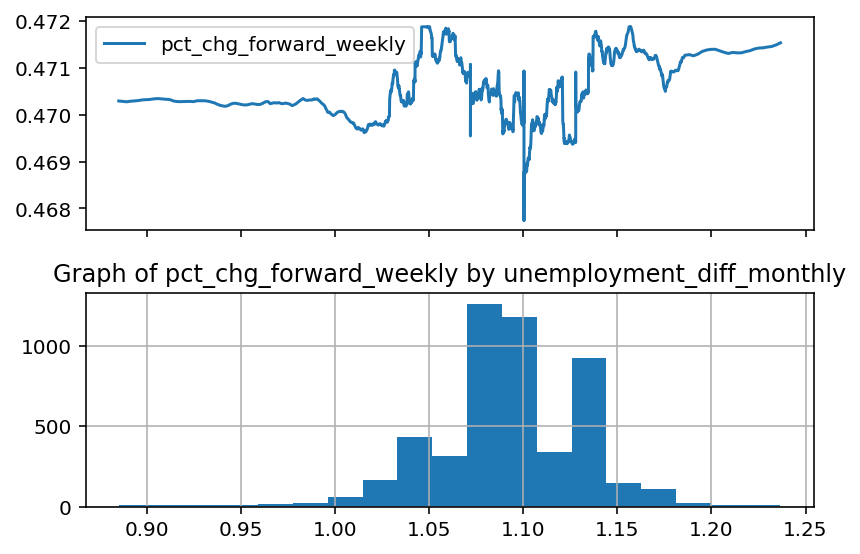 0.472
pct_chg_forward_weekly
0.471
0.470
0.469
0.468
Graph of pct_chg_forward_weekly by unemployment_diff_monthly
1000
500
0
0.90 0.95 1.00 1.05 1.10 1.15 1.20 1.25